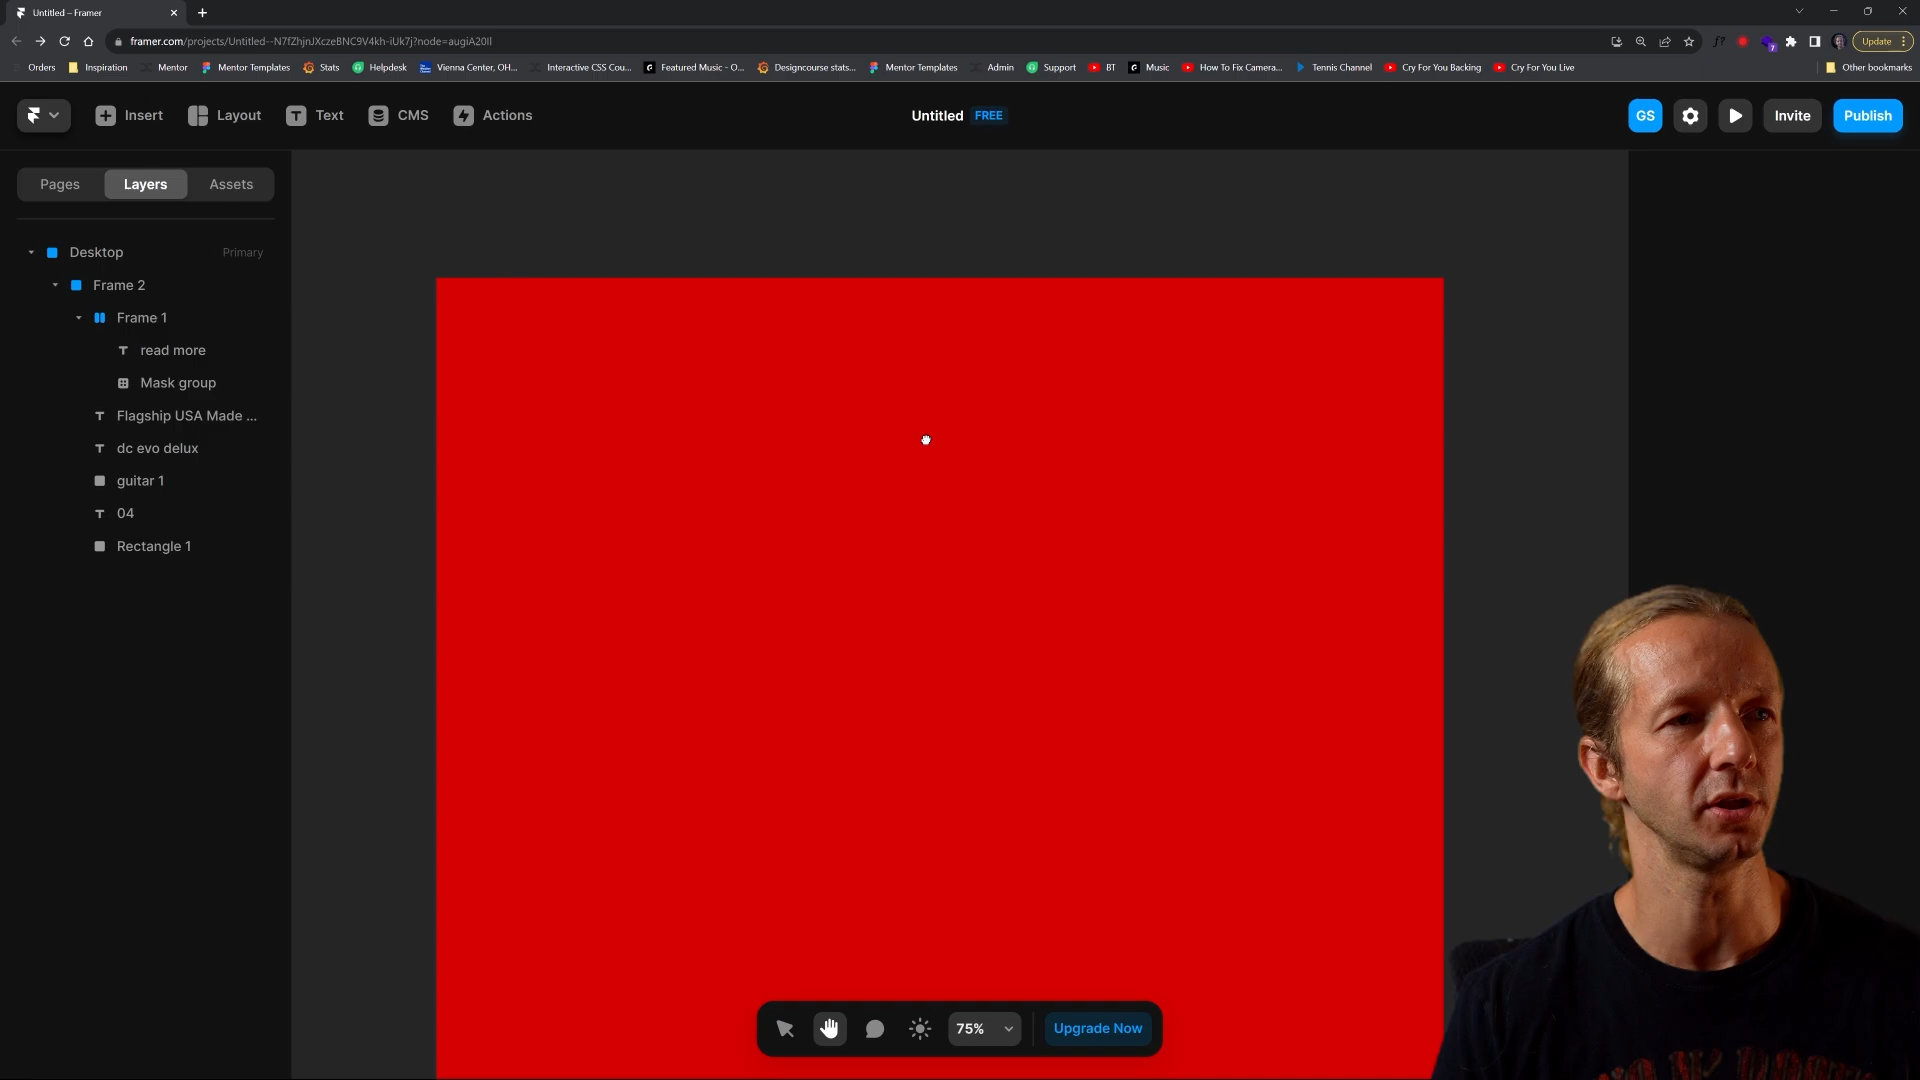 Untitled – Framer
framer.com/projects/Untitled--N7fZhjnJXczeBNC9V4kh-iUk7j?node=augiA20Il
Update
Orders Inspiration Mentor Mentor Templates Stats Helpdesk Vienna Center, OH... Interactive CSS Cou... Featured Music - O... Designcourse stats... Mentor Templates Admin Support BT Music How To Fix Camera... Tennis Channel Cry For You Backing Cry For You Live Other bookmarks
Insert Layout Text CMS Actions Untitled FREE GS Invite Publish
Pages Layers Assets
Desktop Primary
Frame 2
Frame 1
read more
Mask group
Flagship USA Made ...
dc evo delux
guitar 1
04
Rectangle 1
75% Upgrade Now